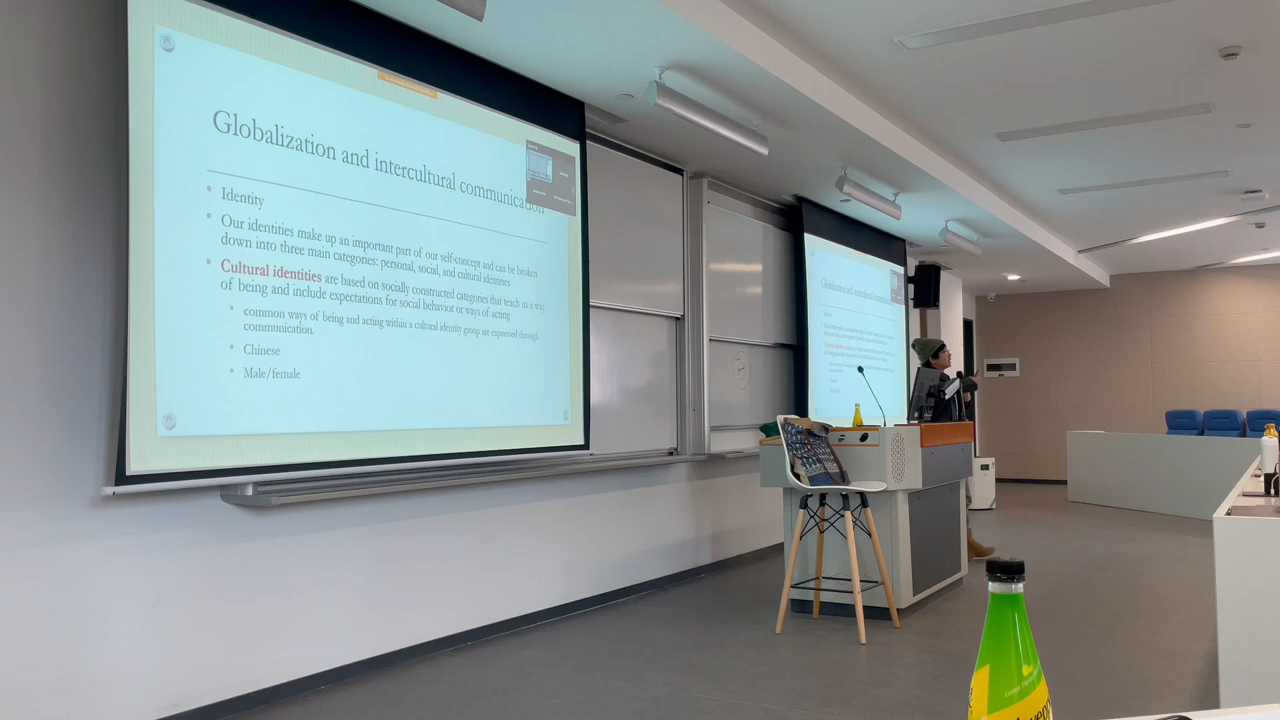 Globalization and intercultural communication
Identity
Our identities make up an important part of our self-concept and can be broken
down into three main categories: personal, social, and cultural identities
Cultural identities are based on socially constructed categories that teach us a way
of being and include expectations for social behavior or ways of acting
common ways of being and acting within a cultural identity group are expressed through
communication.
Chinese
Male/female
Globalization and intercultural